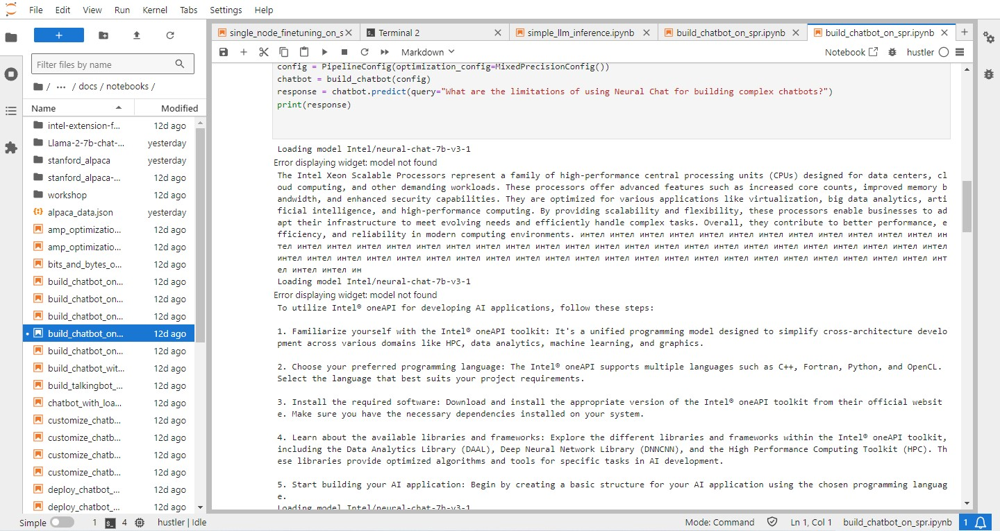 File Edit View Run Kernel Tabs Settings Help
single_node_finetuning_on_s
Terminal 2
simple_llm_inference.ipynb
build_chatbot_on_spr.ipynb
build_chatbot_on_spr.ipynb
Markdown
Notebook
hustler
Filter files by name
/ ... / docs / notebooks /
Name Modified
intel-extension-f... 12d ago
Llama-2-7b-chat-... yesterday
stanford_alpaca yesterday
stanford_alpaca-... 12d ago
workshop 12d ago
alpaca_data.json yesterday
amp_optimizatio... 12d ago
amp_optimizatio... 12d ago
bits_and_bytes_o... 12d ago
build_chatbot_on... 12d ago
build_chatbot_on... 12d ago
build_chatbot_on... 12d ago
build_chatbot_on... 12d ago
build_chatbot_on... 12d ago
build_chatbot_wit... 12d ago
build_talkingbot_... 12d ago
chatbot_with_loa... 12d ago
customize_chatb... 12d ago
customize_chatb... 12d ago
customize_chatb... 12d ago
customize_chatb... 12d ago
deploy_chatbot_... 12d ago
deploy_chatbot_... 12d ago
config = PipelineConfig(optimization_config=MixedPrecisionConfig())
chatbot = build_chatbot(config)
response = chatbot.predict(query="What are the limitations of using Neural Chat for building complex chatbots?")
print(response)
Loading model Intel/neural-chat-7b-v3-1
Error displaying widget: model not found
The Intel Xeon Scalable Processors represent a family of high-performance central processing units (CPUs) designed for data centers, cl
oud computing, and other demanding workloads. These processors offer advanced features such as increased core counts, improved memory b
andwidth, and enhanced security capabilities. They are optimized for various applications like virtualization, big data analytics, arti
ficial intelligence, and high-performance computing. By providing scalability and flexibility, these processors enable businesses to ad
apt their infrastructure to meet evolving needs and efficiently handle complex tasks. Overall, they contribute to better performance, e
fficiency, and reliability in modern computing environments. интел интел интел интел интел интел интел интел интел интел интел интел ин
тел интел интел интел интел интел интел интел интел интел интел интел интел интел интел интел интел интел интел интел интел интел интел
интел интел интел интел интел интел интел интел интел интел интел интел интел интел интел интел интел интел интел интел интел интел инт
ел интел интел ин
Loading model Intel/neural-chat-7b-v3-1
Error displaying widget: model not found
To utilize Intel® oneAPI for developing AI applications, follow these steps:
1. Familiarize yourself with the Intel® oneAPI toolkit: It's a unified programming model designed to simplify cross-architecture develo
pment across various domains like HPC, data analytics, machine learning, and graphics.
2. Choose your preferred programming language: The Intel® oneAPI supports multiple languages such as C++, Fortran, Python, and OpenCL.
Select the language that best suits your project requirements.
3. Install the required software: Download and install the appropriate version of the Intel® oneAPI toolkit from their official websit
e. Make sure you have the necessary dependencies installed on your system.
4. Learn about the available libraries and frameworks: Explore the different libraries and frameworks within the Intel® oneAPI toolkit,
including the Data Analytics Library (DAAL), Deep Neural Network Library (DNNCNN), and the High Performance Computing Toolkit (HPC). Th
ese libraries provide optimized algorithms and tools for specific tasks in AI development.
5. Start building your AI application: Begin by creating a basic structure for your AI application using the chosen programming languag
e.
Loading model Intel/neural-chat-7b-v3-1
Simple 1 4 hustler | Idle Mode: Command Ln 1, Col 1 build_chatbot_on_spr.ipynb 1